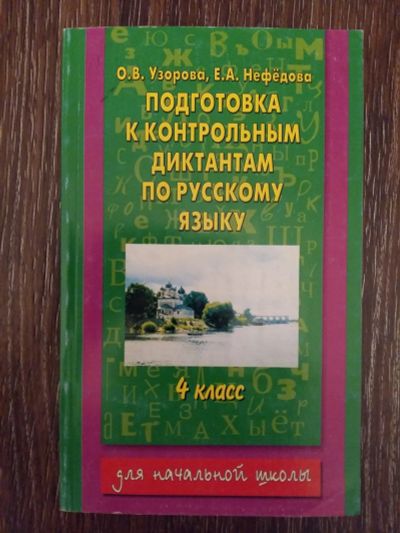 О.В. Узорова, Е.А. Нефёдова
ПОДГОТОВКА
К КОНТРОЛЬНЫМ
ДИКТАНТАМ
ПО РУССКОМУ
ЯЗЫКУ
4 класс
для начальной школы